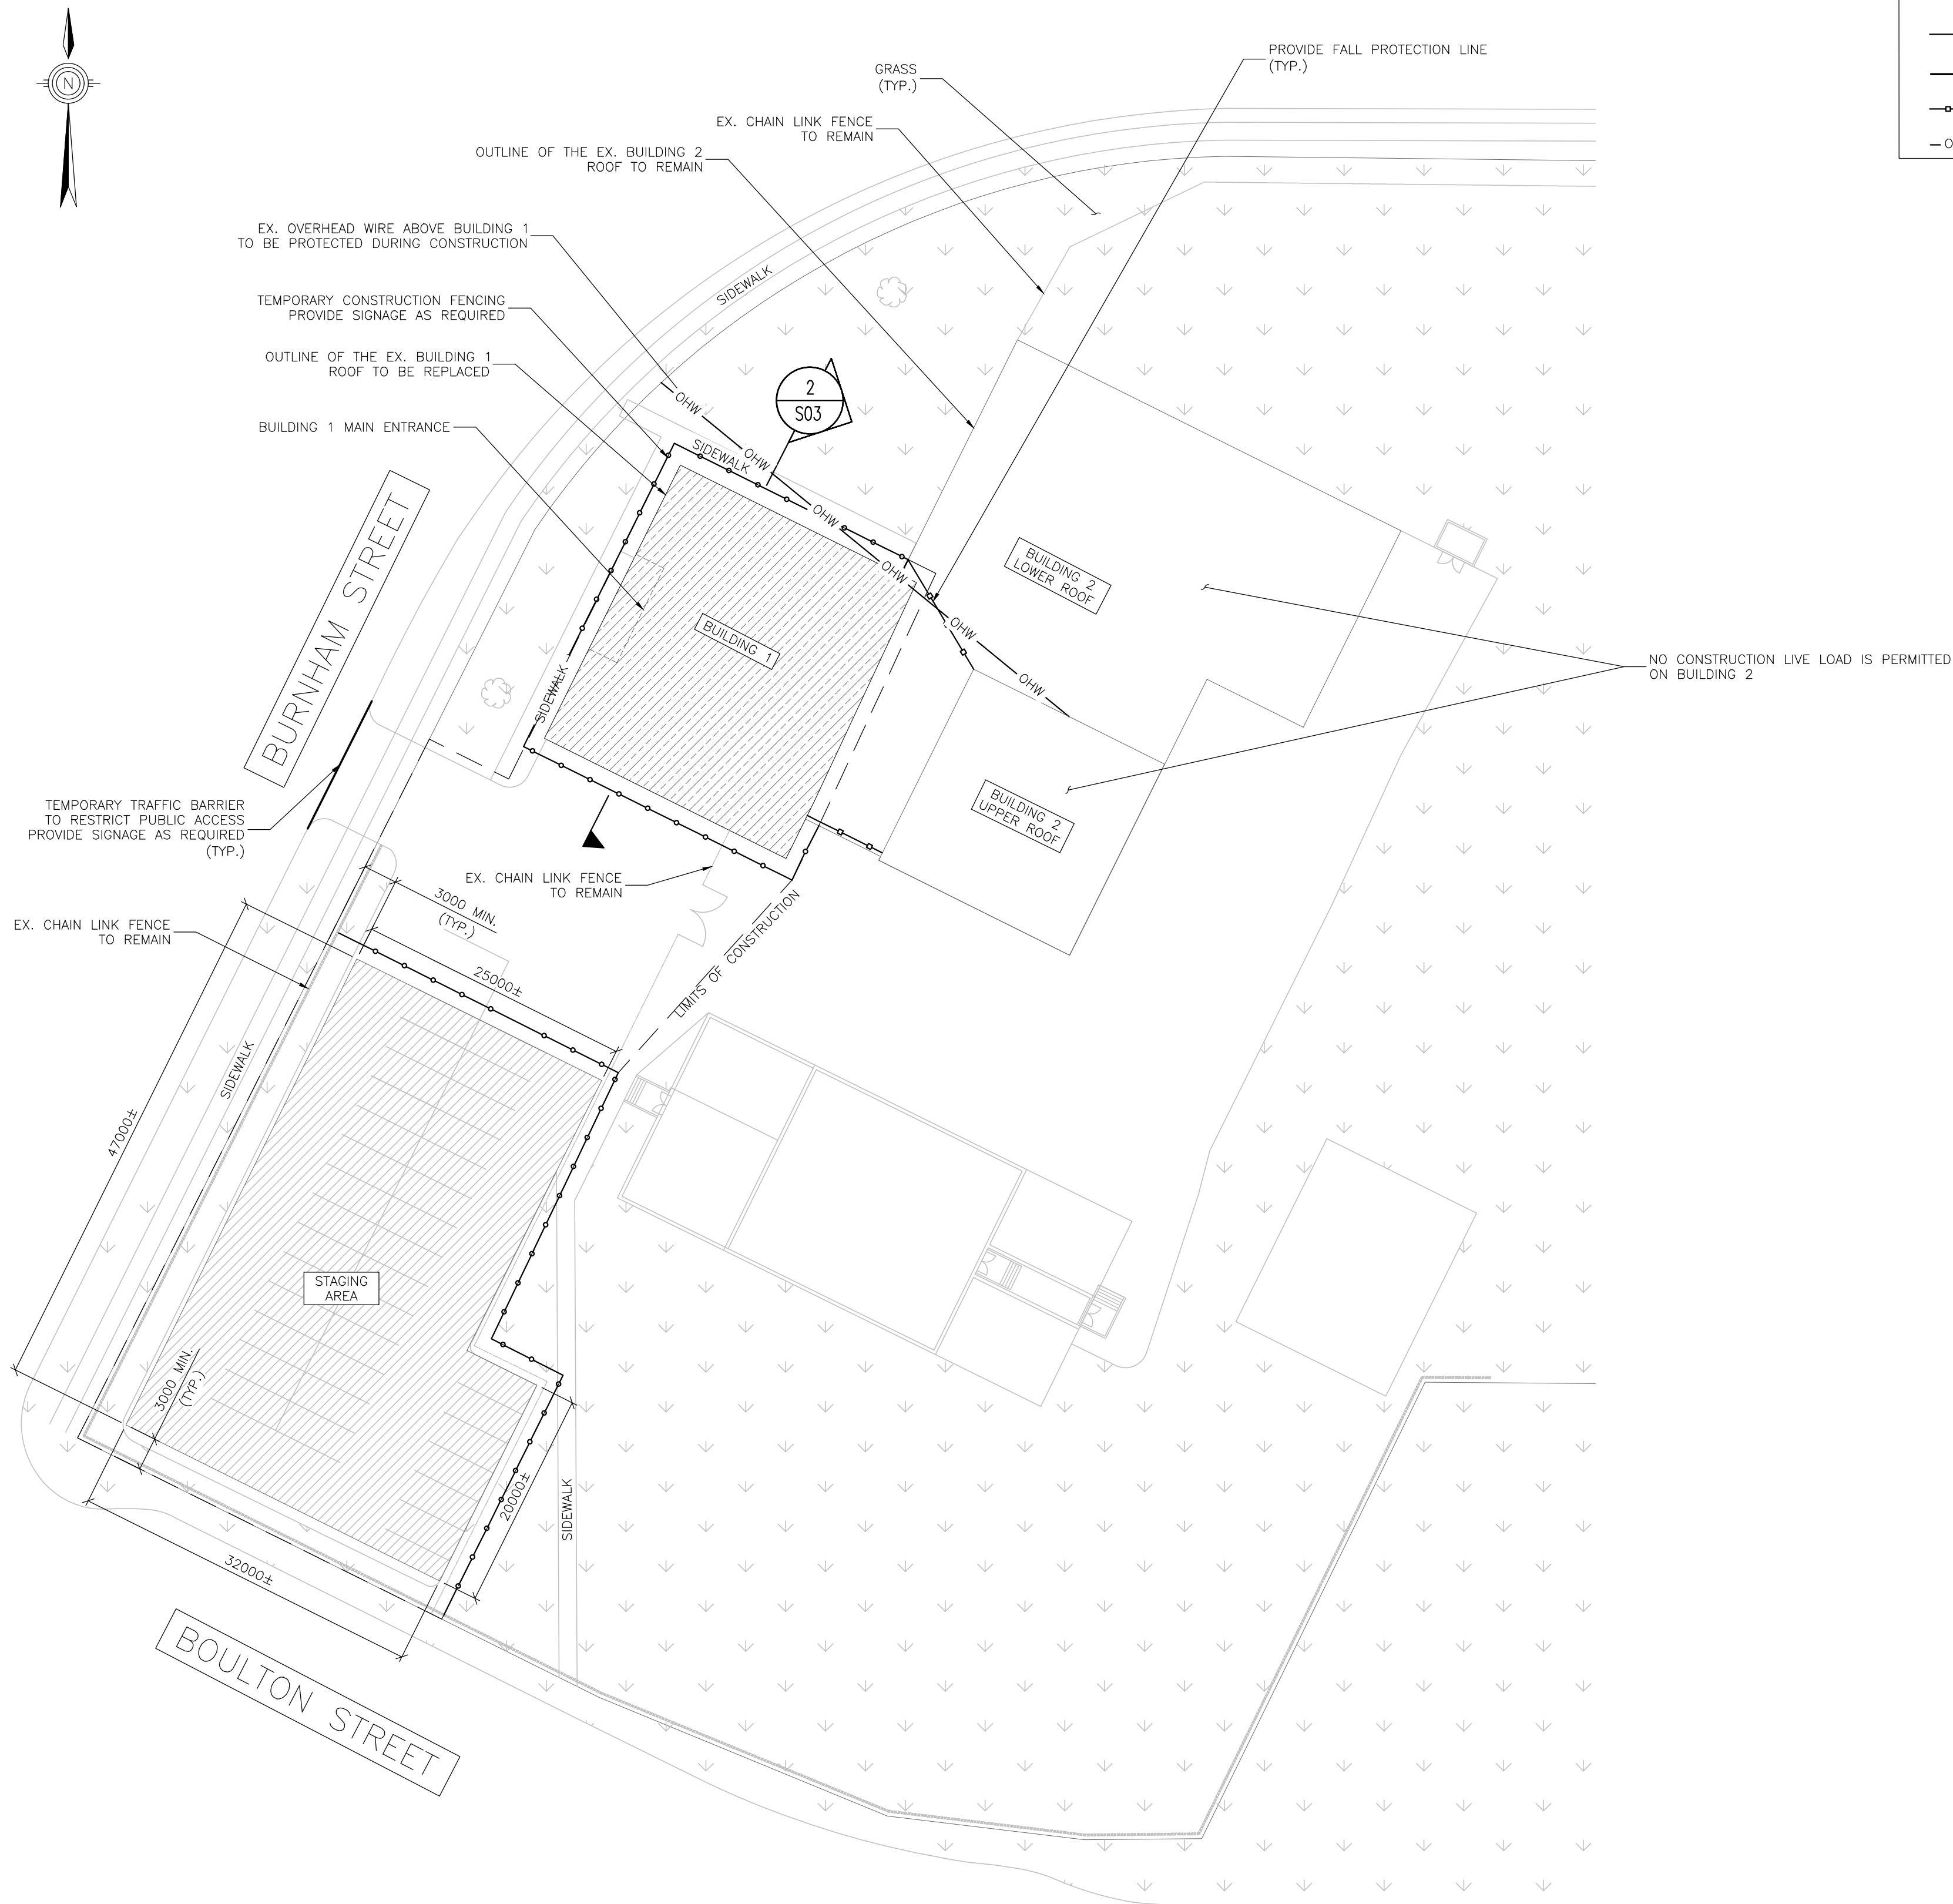 N
PROVIDE FALL PROTECTION LINE
(TYP.)
GRASS
(TYP.)
EX. CHAIN LINK FENCE
TO REMAIN
OUTLINE OF THE EX. BUILDING 2
ROOF TO REMAIN
EX. OVERHEAD WIRE ABOVE BUILDING 1
TO BE PROTECTED DURING CONSTRUCTION
SIDEWALK
TEMPORARY CONSTRUCTION FENCING
PROVIDE SIGNAGE AS REQUIRED
OUTLINE OF THE EX. BUILDING 1
ROOF TO BE REPLACED
BUILDING 1 MAIN ENTRANCE
2
S03
OHW
SIDEWALK
OHW
OHW
OHW
OHW
OHW
BUILDING 2
LOWER ROOF
BUILDING 1
SIDEWALK
BURNHAM STREET
NO CONSTRUCTION LIVE LOAD IS PERMITTED
ON BUILDING 2
BUILDING 2
UPPER ROOF
TEMPORARY TRAFFIC BARRIER
TO RESTRICT PUBLIC ACCESS
PROVIDE SIGNAGE AS REQUIRED
(TYP.)
EX. CHAIN LINK FENCE
TO REMAIN
3000 MIN.
(TYP.)
EX. CHAIN LINK FENCE
TO REMAIN
25000±
LIMITS OF CONSTRUCTION
SIDEWALK
47000±
STAGING
AREA
3000 MIN.
(TYP.)
20000±
SIDEWALK
32000±
BOULTON STREET